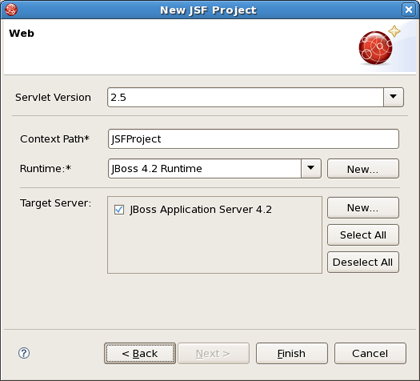 New JSF Project
Web
Servlet Version 2.5
Context Path* JSFProject
Runtime:* JBoss 4.2 Runtime New...
Target Server: JBoss Application Server 4.2 New...
Select All
Deselect All
? < Back Next > Finish Cancel